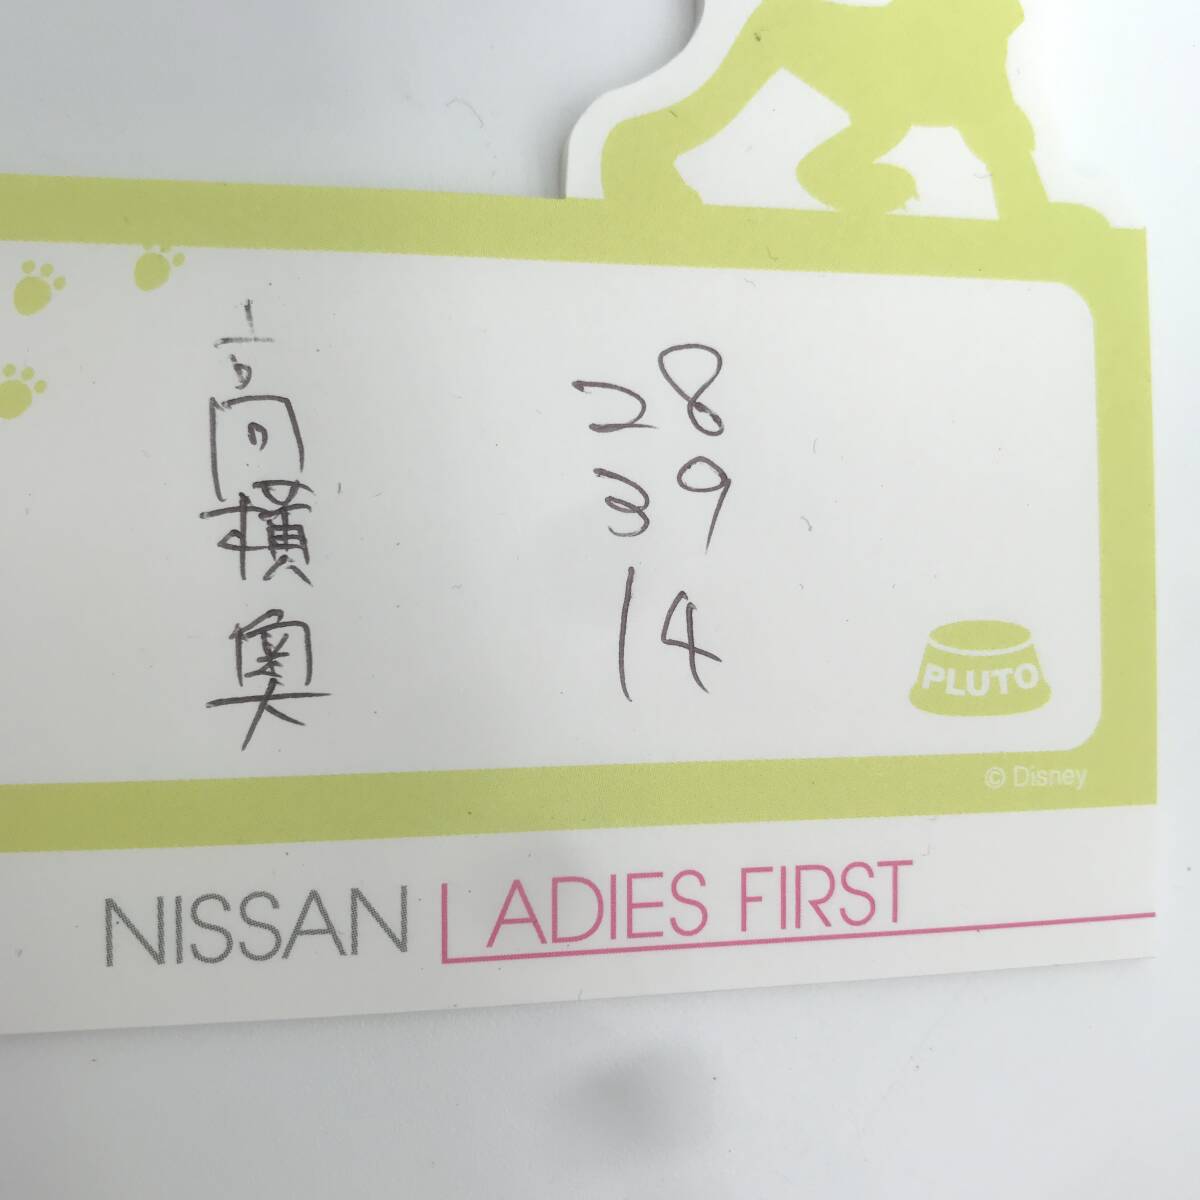 高 28
横 39
奥 14
PLUTO
© Disney
NISSAN LADIES FIRST